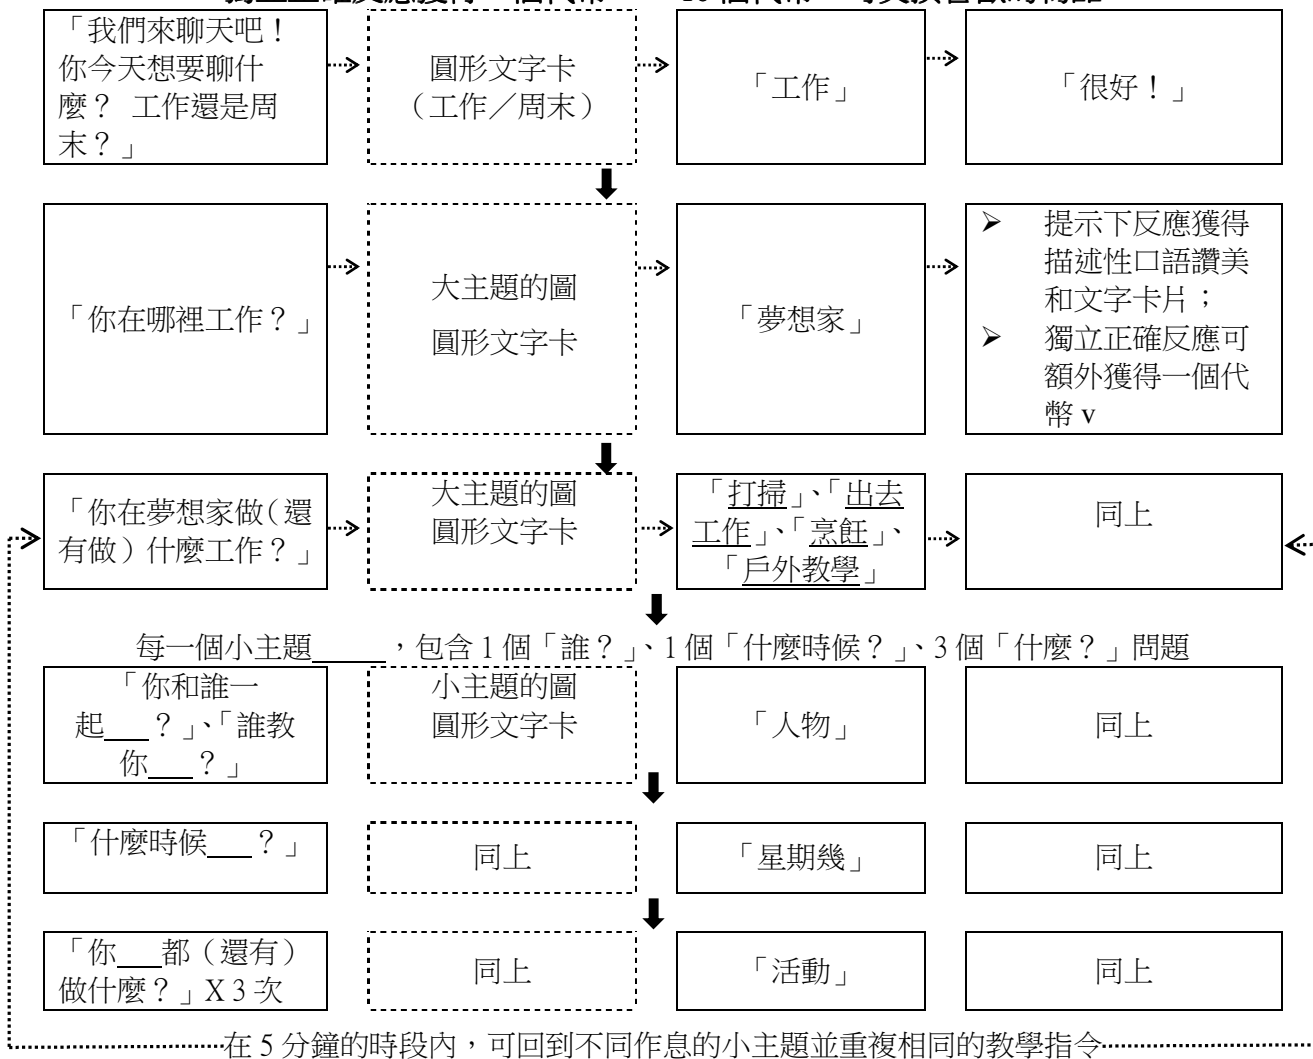 「我們來聊天吧！
你今天想要聊什
麼？ 工作還是周
末？」
圓形文字卡
（工作／周末）
「工作」
「很好！」
「你在哪裡工作？」
大主題的圖
圓形文字卡
「夢想家」
➢ 提示下反應獲得
描述性口語讚美
和文字卡片；
➢ 獨立正確反應可
額外獲得一個代
幣 v
「你在夢想家做（還
有做）什麼工作？」
大主題的圖
圓形文字卡
「打掃」、「出去
工作」、「烹飪」、
「戶外教學」
同上
每一個小主題_____，包含 1 個「誰？」、1 個「什麼時候？」、3 個「什麼？」問題
「你和誰一
起___？」、「誰教
你___？」
小主題的圖
圓形文字卡
「人物」
同上
「什麼時候___？」
同上
「星期幾」
同上
「你___都（還有）
做什麼？」X 3 次
同上
「活動」
同上
在 5 分鐘的時段內，可回到不同作息的小主題並重複相同的教學指令